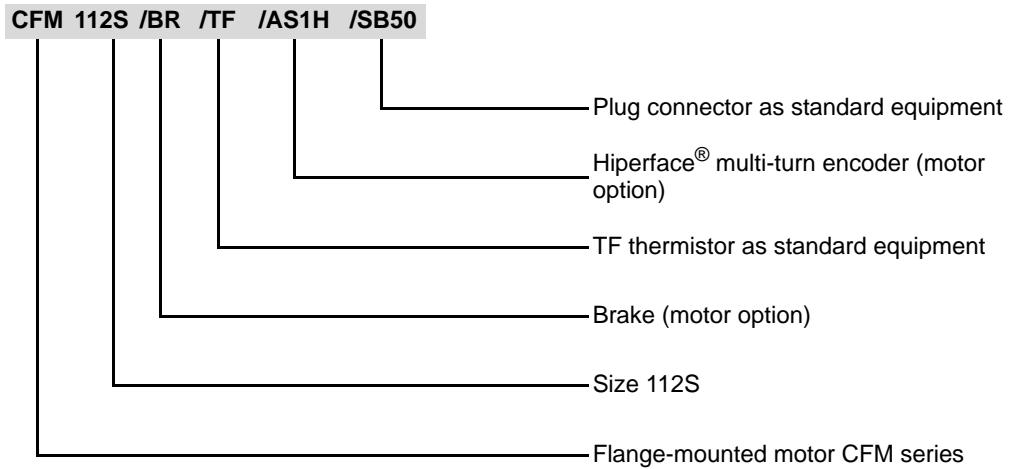 CFM 112S /BR /TF /AS1H /SB50
Plug connector as standard equipment
Hiperface® multi-turn encoder (motor
option)
TF thermistor as standard equipment
Brake (motor option)
Size 112S
Flange-mounted motor CFM series